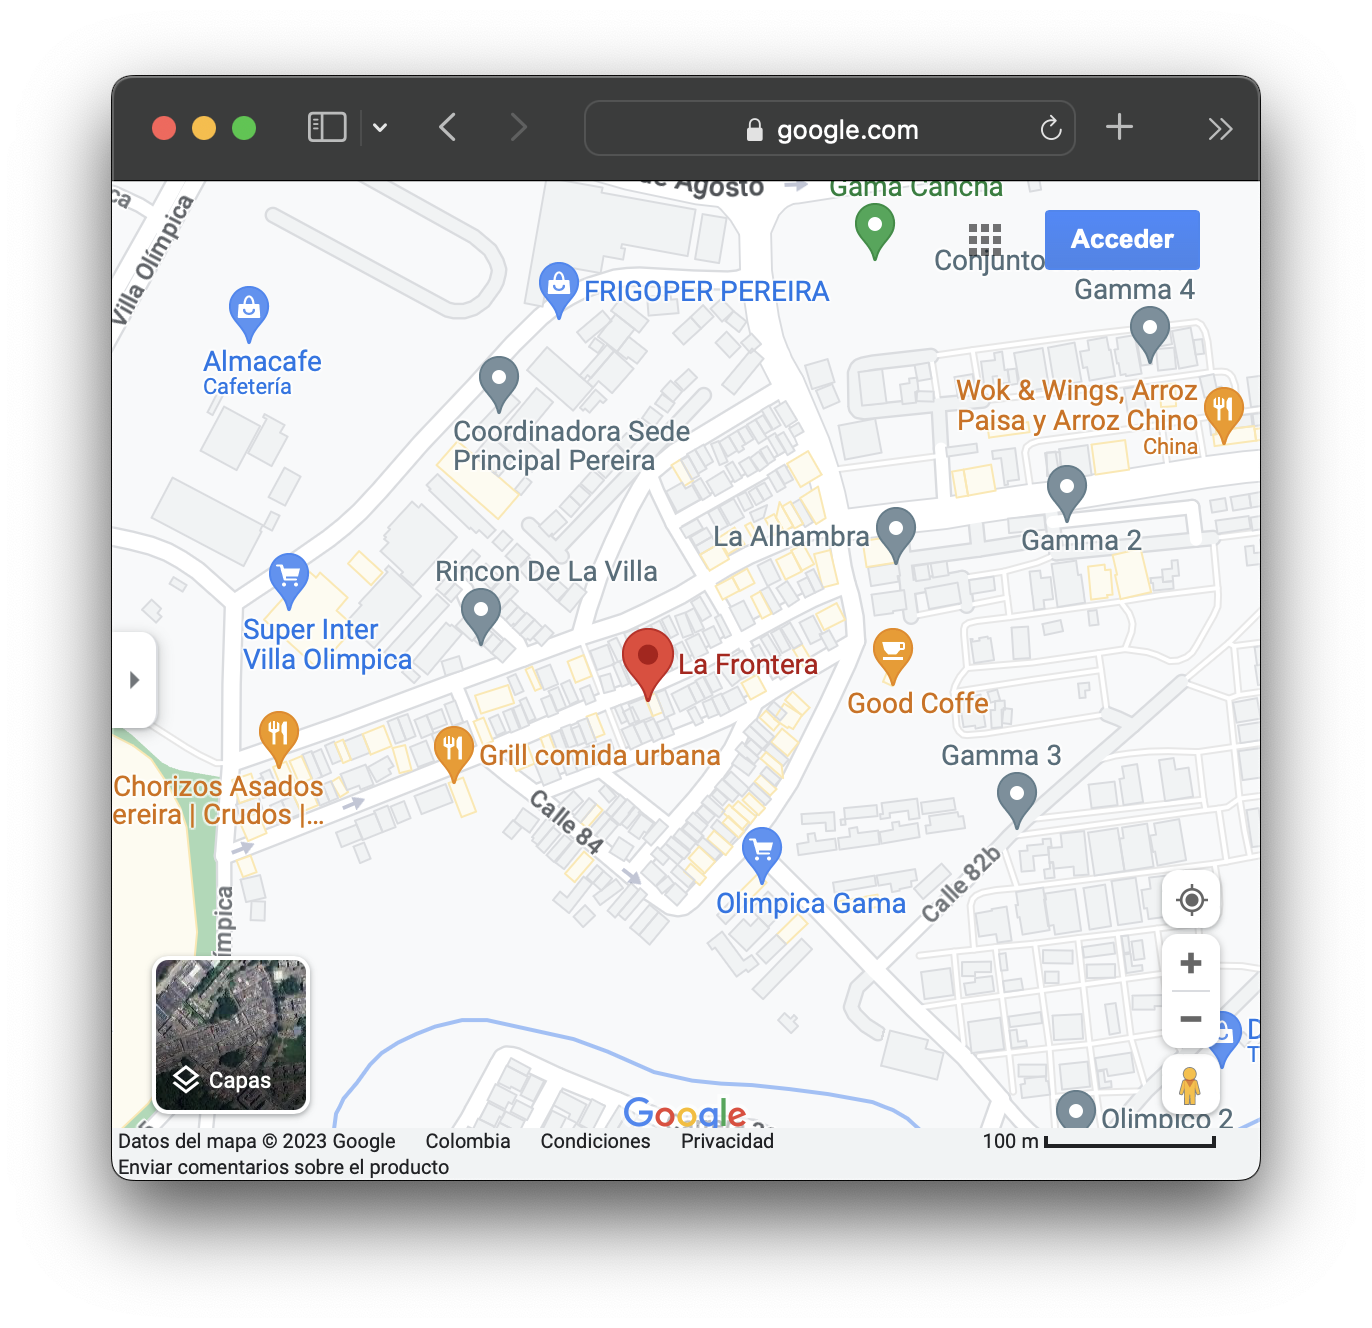 google.com
de Agosto
Gama Cancha
ca
Villa Olímpica
Acceder
Conjunto
Gamma 4
FRIGOPER PEREIRA
Almacafe
Cafetería
Wok & Wings, Arroz
Paisa y Arroz Chino
China
Coordinadora Sede
Principal Pereira
La Alhambra
Gamma 2
Rincon De La Villa
Super Inter
Villa Olimpica
La Frontera
Good Coffe
Grill comida urbana
Gamma 3
Chorizos Asados
ereira | Crudos |...
Calle 84
Calle 82b
Olimpica Gama
ímpica
Capas
D
T
Google
Olimpico 2
Datos del mapa © 2023 Google Colombia Condiciones Privacidad 100 m
Enviar comentarios sobre el producto